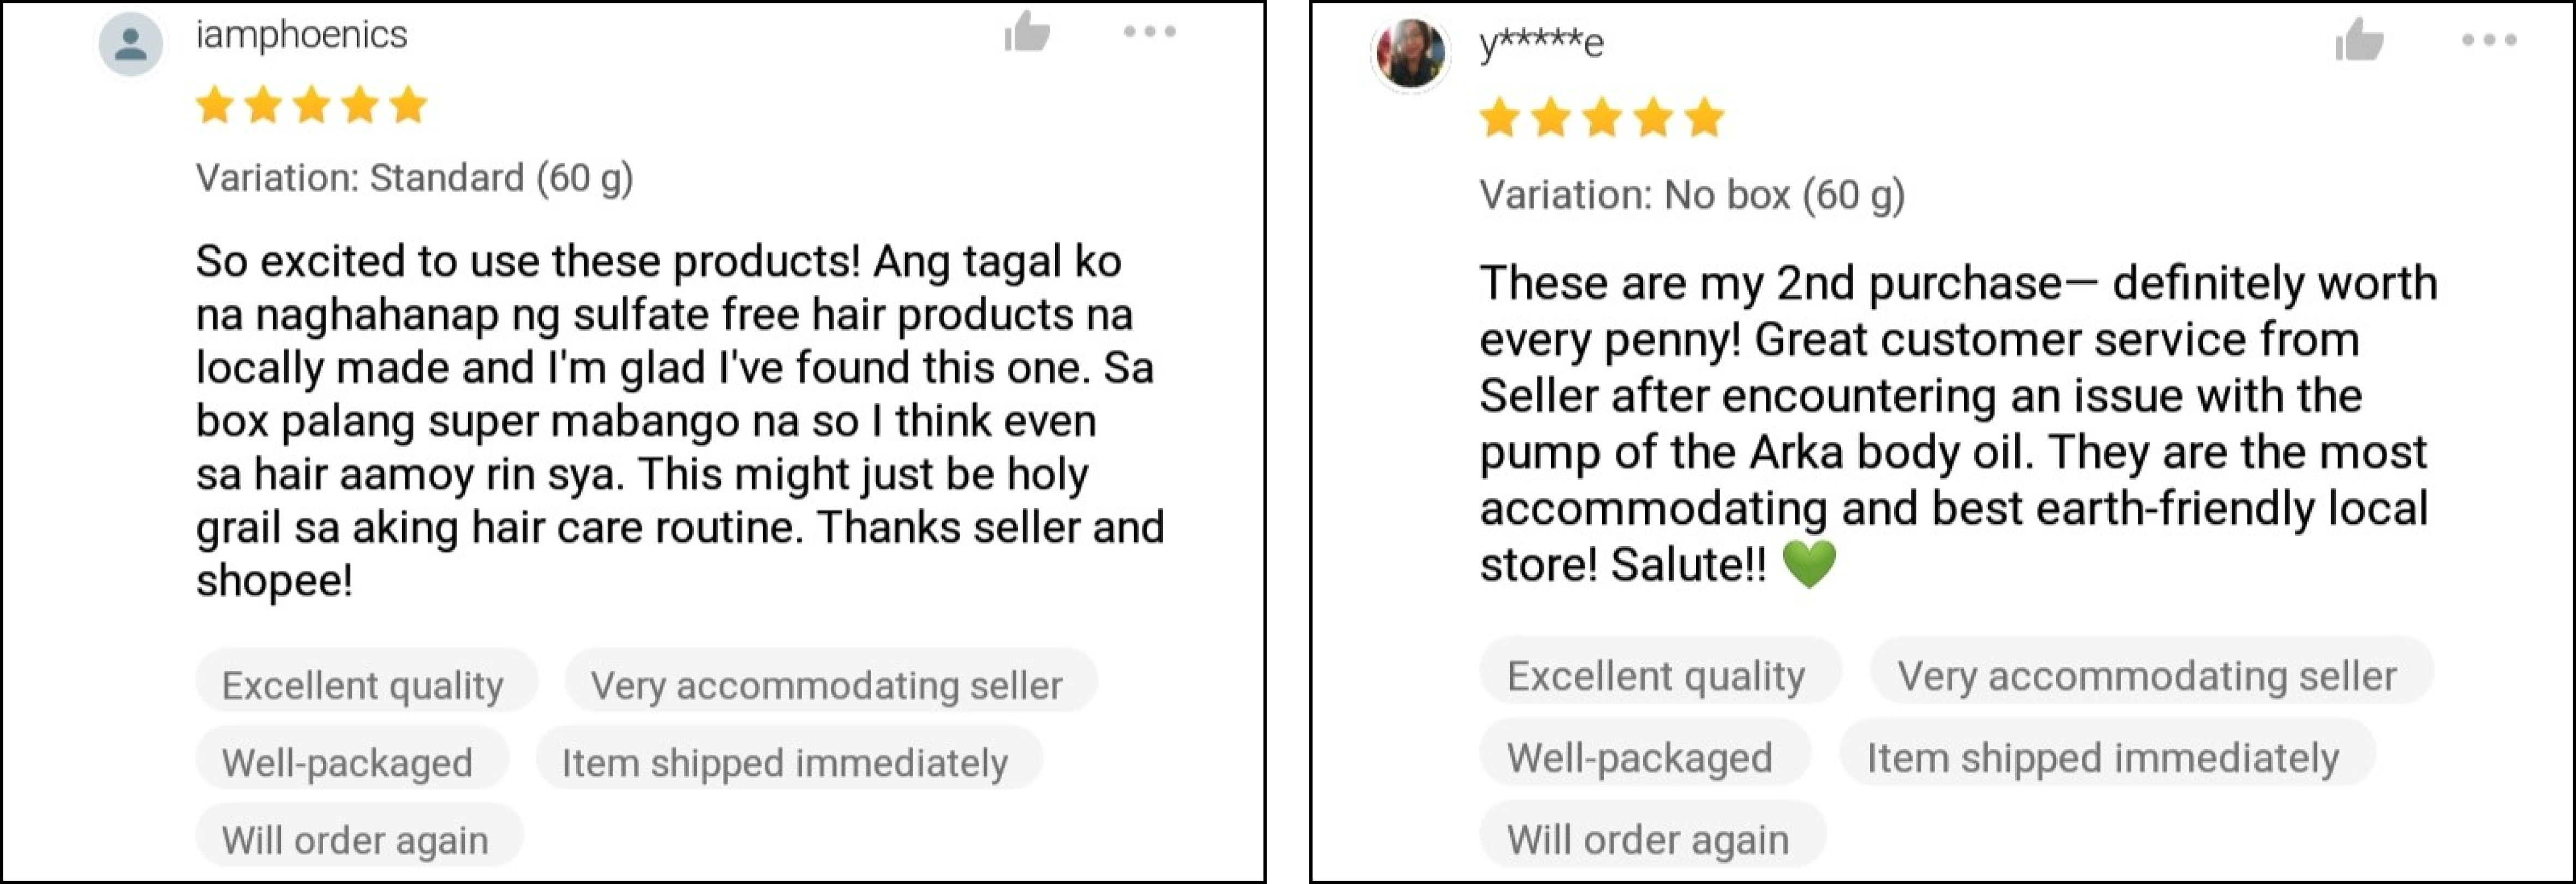 iamphoenics
Variation: Standard (60 g)
So excited to use these products! Ang tagal ko
na naghahanap ng sulfate free hair products na
locally made and I'm glad I've found this one. Sa
box palang super mabango na so I think even
sa hair aamoy rin sya. This might just be holy
grail sa aking hair care routine. Thanks seller and
shopee!
Excellent quality
Very accommodating seller
Well-packaged
Item shipped immediately
Will order again
y*****e
Variation: No box (60 g)
These are my 2nd purchase— definitely worth
every penny! Great customer service from
Seller after encountering an issue with the
pump of the Arka body oil. They are the most
accommodating and best earth-friendly local
store! Salute!! 💚
Excellent quality
Very accommodating seller
Well-packaged
Item shipped immediately
Will order again